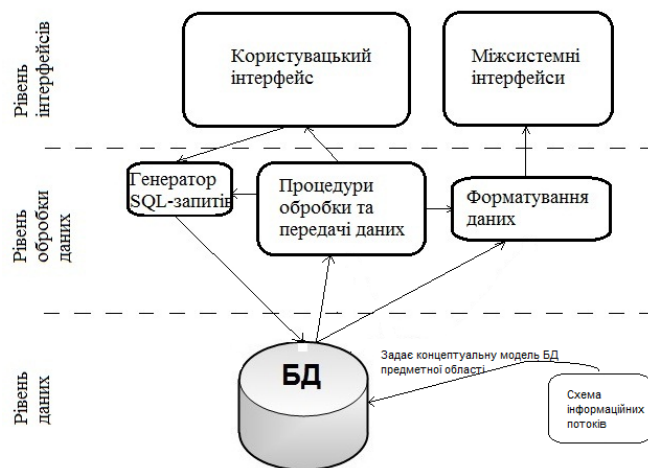 Рівень
інтерфейсів
Користувацький
інтерфейс
Міжсистемні
інтерфейси
Рівень
обробки
даних
Генератор
SQL-запитів
Процедури
обробки та
передачі даних
Форматування
даних
Рівень
даних
БД
Задає концептуальну модель БД
предметної області
Схема
інформаційних
потоків